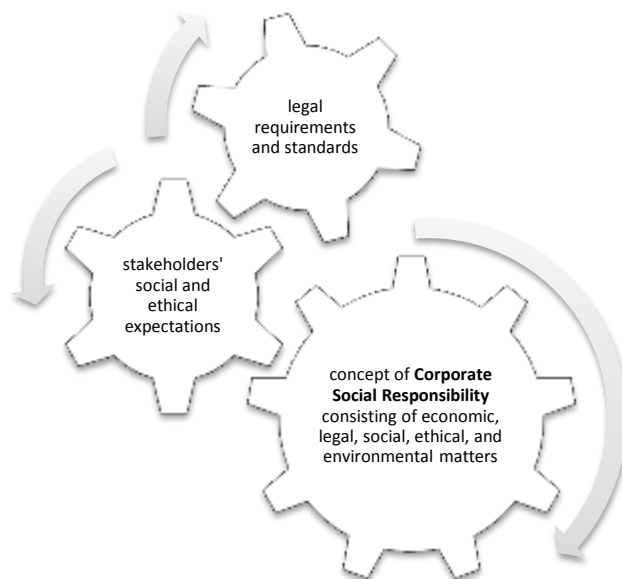 legal
requirements
and standards
stakeholders'
social and
ethical
expectations
concept of Corporate
Social Responsibility
consisting of economic,
legal, social, ethical, and
environmental matters